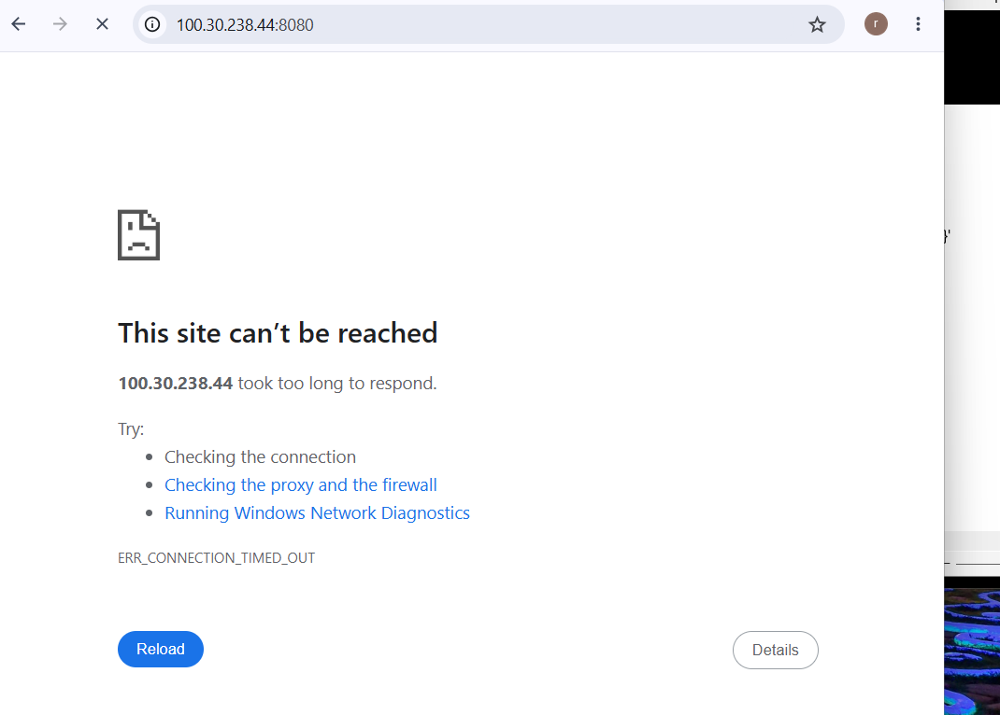 100.30.238.44:8080
r
}'
This site can’t be reached
100.30.238.44 took too long to respond.
Try:
Checking the connection
Checking the proxy and the firewall
Running Windows Network Diagnostics
ERR_CONNECTION_TIMED_OUT
Reload
Details